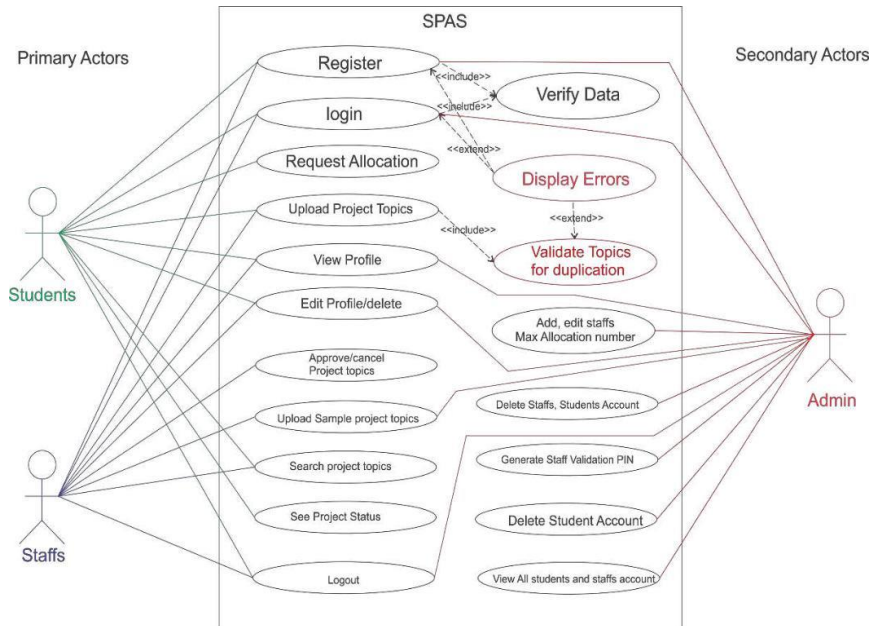 SPAS
Primary Actors
Secondary Actors
Register
<<include>>
Verify Data
<<include>>
login
<<extend>>
Request Allocation
Display Errors
Upload Project Topics
<<extend>>
<<include>>
Validate Topics
for duplication
View Profile
Students
Edit Profile/delete
Add, edit staffs
Max Allocation number
Approve/cancel
Project topics
Admin
Delete Staffs, Students Account
Upload Sample project topics
Search project topics
Generate Staff Validation PIN
See Project Status
Delete Student Account
Staffs
Logout
View All students and staffs account